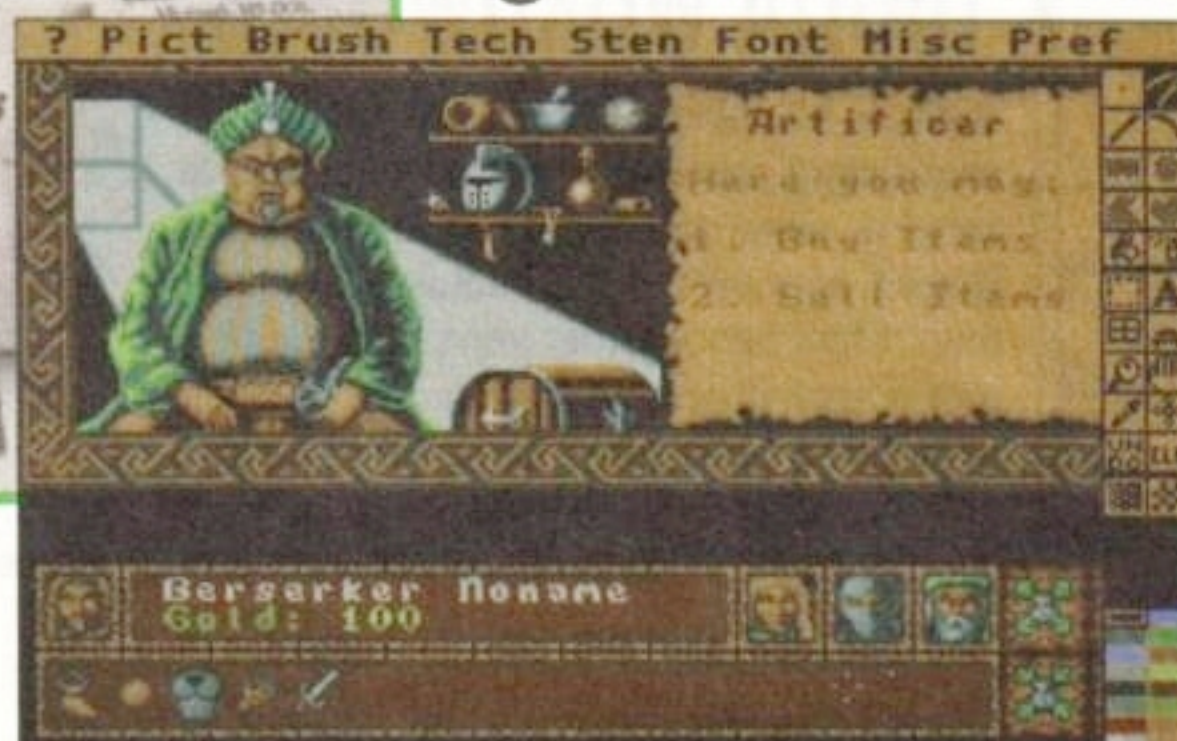 ? Pict Brush Tech Sten Font Misc Pref
Artificer
Here you may:
1. Buy Items
2. Sell Items
A
Berserker Noname
Gold: 100